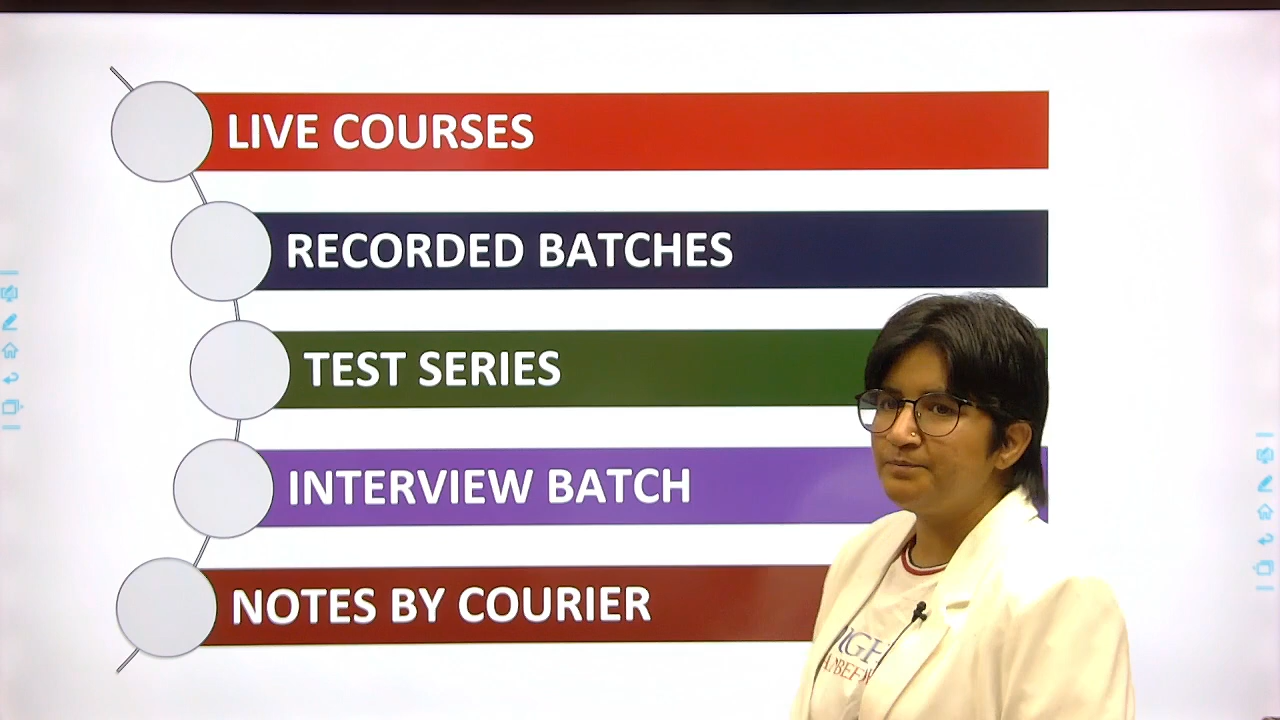 LIVE COURSES
RECORDED BATCHES
TEST SERIES
INTERVIEW BATCH
NOTES BY COURIER